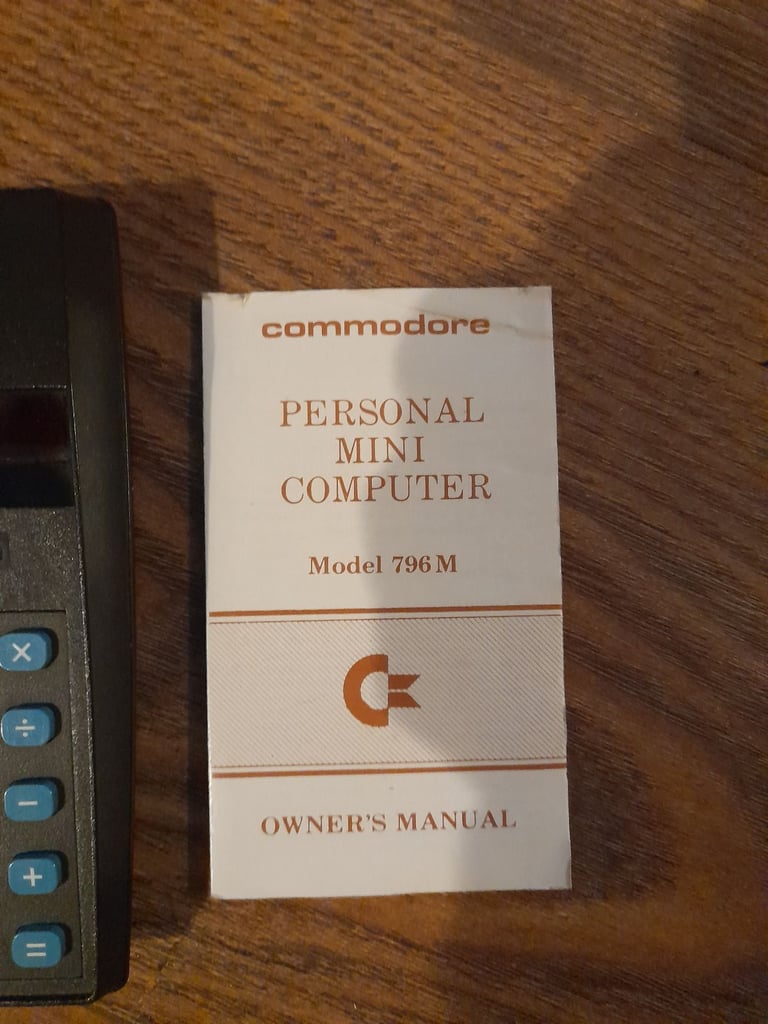 commodore
PERSONAL
MINI
COMPUTER
Model 796M
OWNER'S MANUAL
×
÷
−
+
=